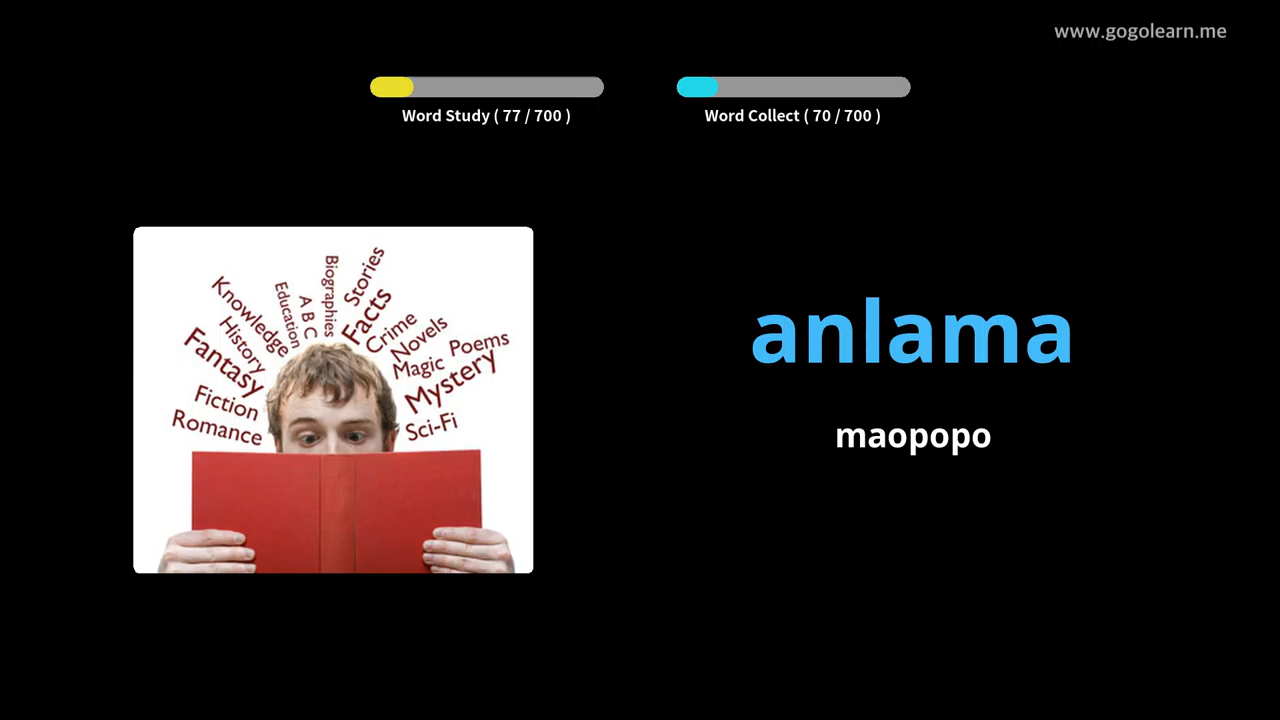 www.gogolearn.me
Word Study ( 77 / 700 )
Word Collect ( 70 / 700 )
Biographies
Stories
Education
A B C
Facts
Knowledge
Crime
History
Novels
Poems
Fantasy
Magic
Mystery
Fiction
Romance
Sci-Fi
anlama
maopopo